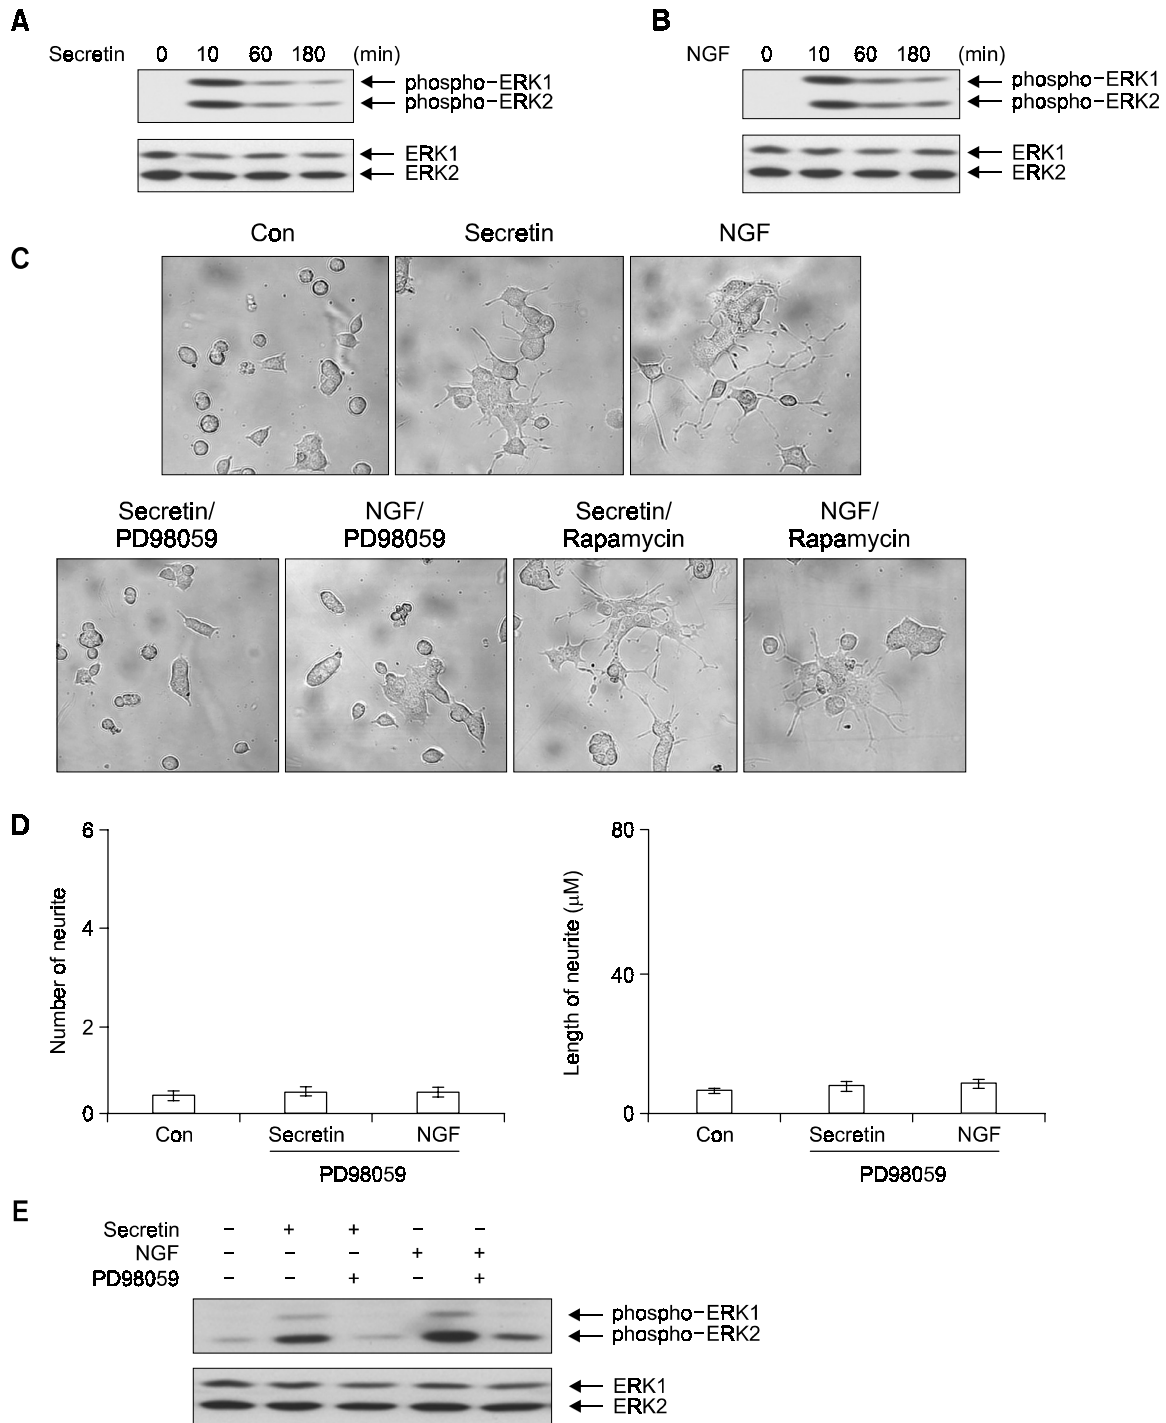 A
Secretin 0 10 60 180 (min)
phospho-ERK1
phospho-ERK2
ERK1
ERK2
B
NGF 0 10 60 180 (min)
phospho-ERK1
phospho-ERK2
ERK1
ERK2
C
Con Secretin NGF
Secretin/
PD98059
NGF/
PD98059
Secretin/
Rapamycin
NGF/
Rapamycin
D
Number of neurite
6
4
2
0
Con Secretin NGF
PD98059
Length of neurite (μM)
80
40
0
Con Secretin NGF
PD98059
E
Secretin − + + − −
NGF − − − + +
PD98059 − − + − +
phospho-ERK1
phospho-ERK2
ERK1
ERK2